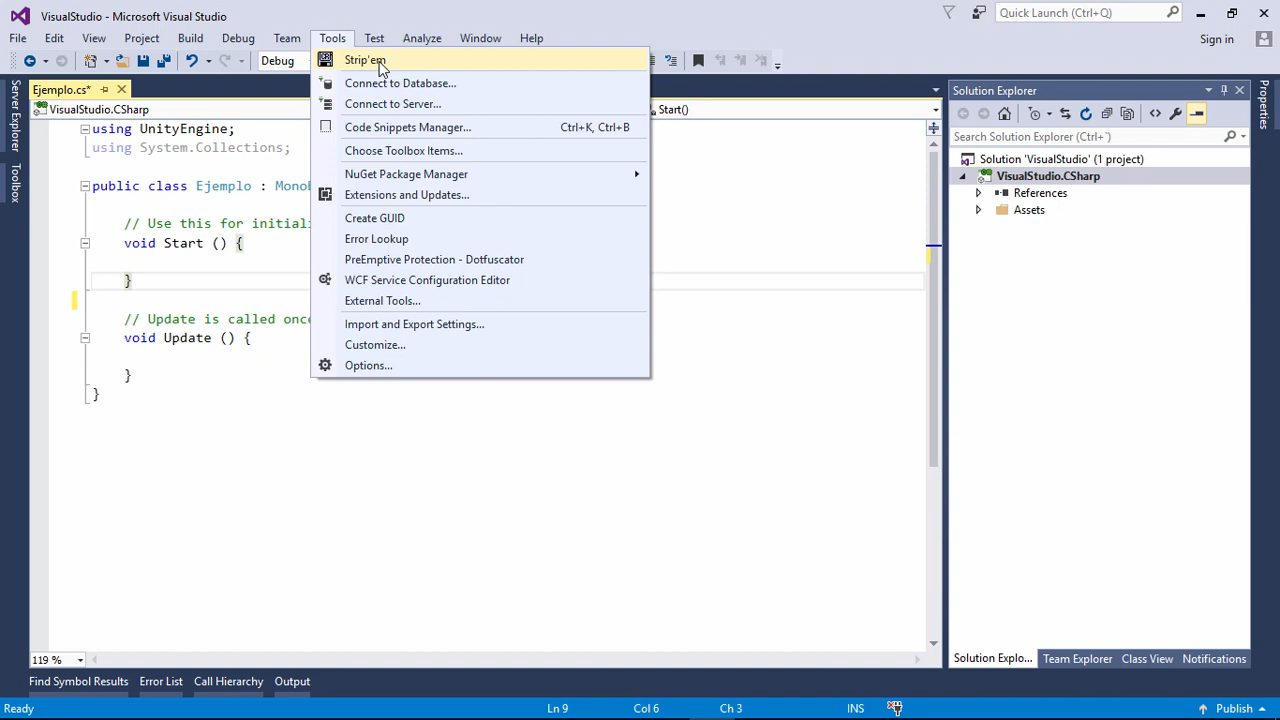 VisualStudio - Microsoft Visual Studio
Quick Launch (Ctrl+Q)
File Edit View Project Build Debug Team Tools Test Analyze Window Help
Sign in
Debug
Strip'em
Connect to Database...
Connect to Server...
Code Snippets Manager... Ctrl+K, Ctrl+B
Choose Toolbox Items...
NuGet Package Manager
Extensions and Updates...
Create GUID
Error Lookup
PreEmptive Protection - Dotfuscator
WCF Service Configuration Editor
External Tools...
Import and Export Settings...
Customize...
Options...
Server Explorer
Toolbox
Ejemplo.cs*
VisualStudio.CSharp
Start()
using UnityEngine;
using System.Collections;
public class Ejemplo : Mono
// Use this for initiali
void Start () {
}
// Update is called once
void Update () {
}
}
119 %
Solution Explorer
Search Solution Explorer (Ctrl+´)
Solution 'VisualStudio' (1 project)
VisualStudio.CSharp
References
Assets
Properties
Solution Explo... Team Explorer Class View Notifications
Find Symbol Results Error List Call Hierarchy Output
Ready Ln 9 Col 6 Ch 3 INS Publish